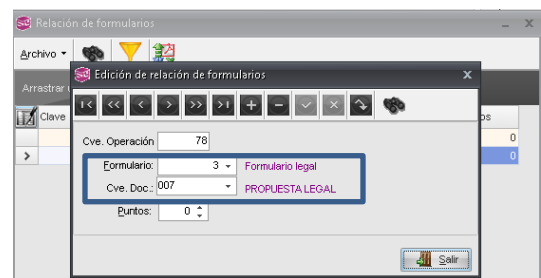 Relación de formularios
Archivo
Edición de relación de formularios
Arrastrar
Clave
os
Cve. Operación 78
0
Formulario: 3 Formulario legal
0
Cve. Doc.: 007 PROPUESTA LEGAL
Puntos: 0
Salir